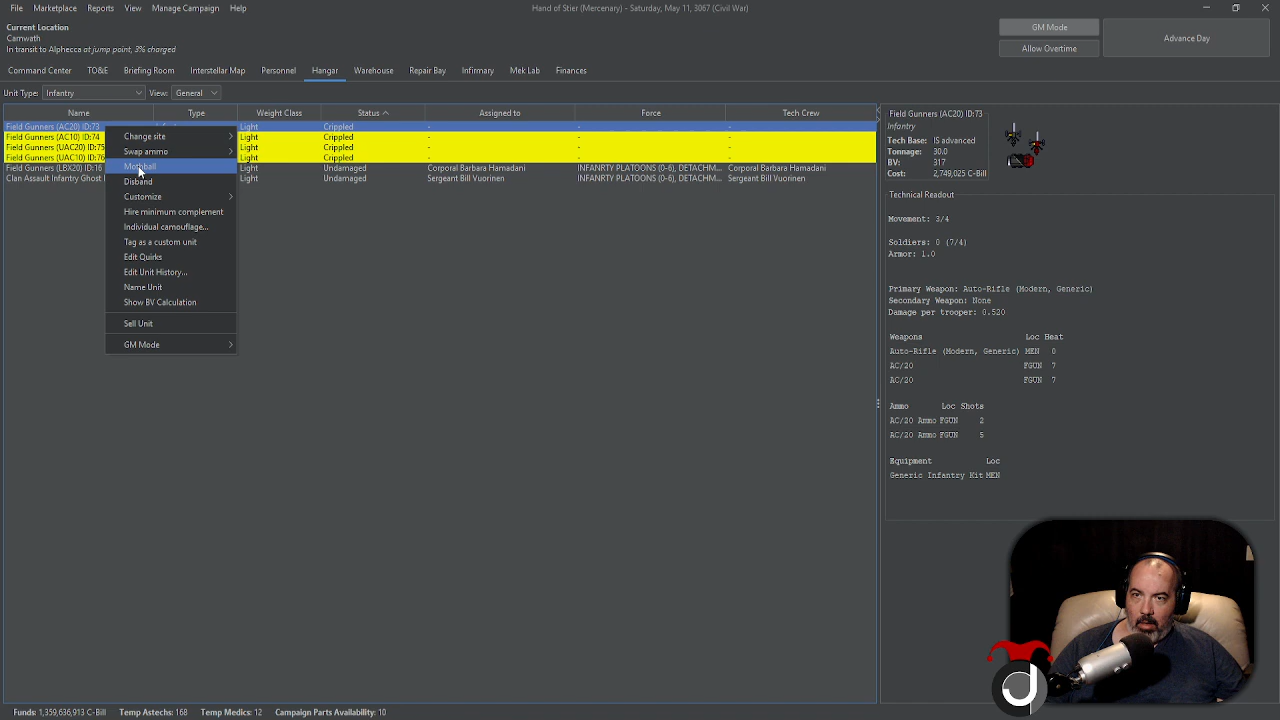 File Marketplace Reports View Manage Campaign Help
Hand of Stier (Mercenary) - Saturday, May 11, 3067 (Civil War)
Current Location
Carnwath
In transit to Alphecca at jump point, 3% charged
GM Mode
Allow Overtime
Advance Day
Command Center TO&E Briefing Room Interstellar Map Personnel Hangar Warehouse Repair Bay Infirmary Mek Lab Finances
Unit Type: Infantry View: General
Name Type Weight Class Status Assigned to Force Tech Crew
Field Gunners (AC20) ID:73 Light Crippled - - -
Field Gunners (AC10) ID:74 Light Crippled - - -
Field Gunners (UAC20) ID:75 Light Crippled - - -
Field Gunners (UAC10) ID:76 Light Crippled - - -
Field Gunners (LBX20) ID:16 Light Undamaged Corporal Barbara Hamadani INFANRTY PLATOONS (0-6), DETACHM... Corporal Barbara Hamadani
Clan Assault Infantry Ghost Light Undamaged Sergeant Bill Vuorinen INFANRTY PLATOONS (0-6), DETACHM... Sergeant Bill Vuorinen
Change site
Swap ammo
Mothball
Disband
Customize
Hire minimum complement
Individual camouflage...
Tag as a custom unit
Edit Quirks
Edit Unit History...
Name Unit
Show BV Calculation
Sell Unit
GM Mode
Field Gunners (AC20) ID:73
Infantry
Tech Base: IS advanced
Tonnage: 30.0
BV: 317
Cost: 2,749,025 C-Bill
Technical Readout
Movement: 3/4
Soldiers: 0 (7/4)
Armor: 1.0
Primary Weapon: Auto-Rifle (Modern, Generic)
Secondary Weapon: None
Damage per trooper: 0.520
Weapons Loc Heat
Auto-Rifle (Modern, Generic) MEN 0
AC/20 FGUN 7
AC/20 FGUN 7
Ammo Loc Shots
AC/20 Ammo FGUN 2
AC/20 Ammo FGUN 5
Equipment Loc
Generic Infantry Kit MEN
Funds: 1,359,636,913 C-Bill Temp Astechs: 168 Temp Medics: 12 Campaign Parts Availability: 10